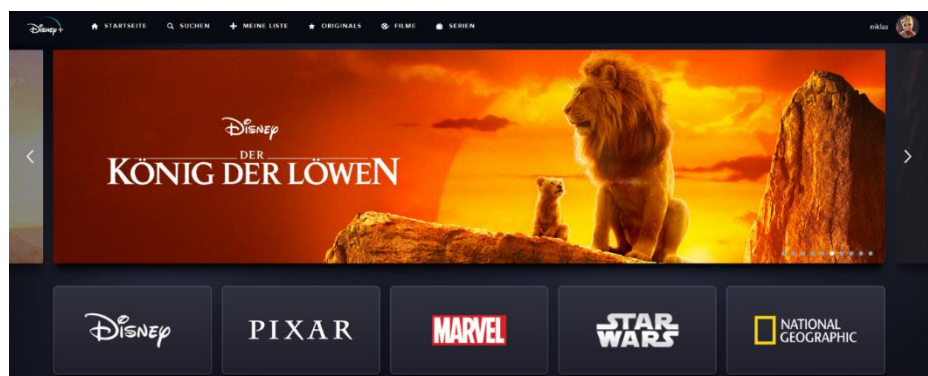 Disney+ STARTSEITE SUCHEN MEINE LISTE ORIGINALS FILME SERIEN niklas
Disney
DER
KÖNIG DER LÖWEN
Disney PIXAR MARVEL STAR WARS NATIONAL GEOGRAPHIC